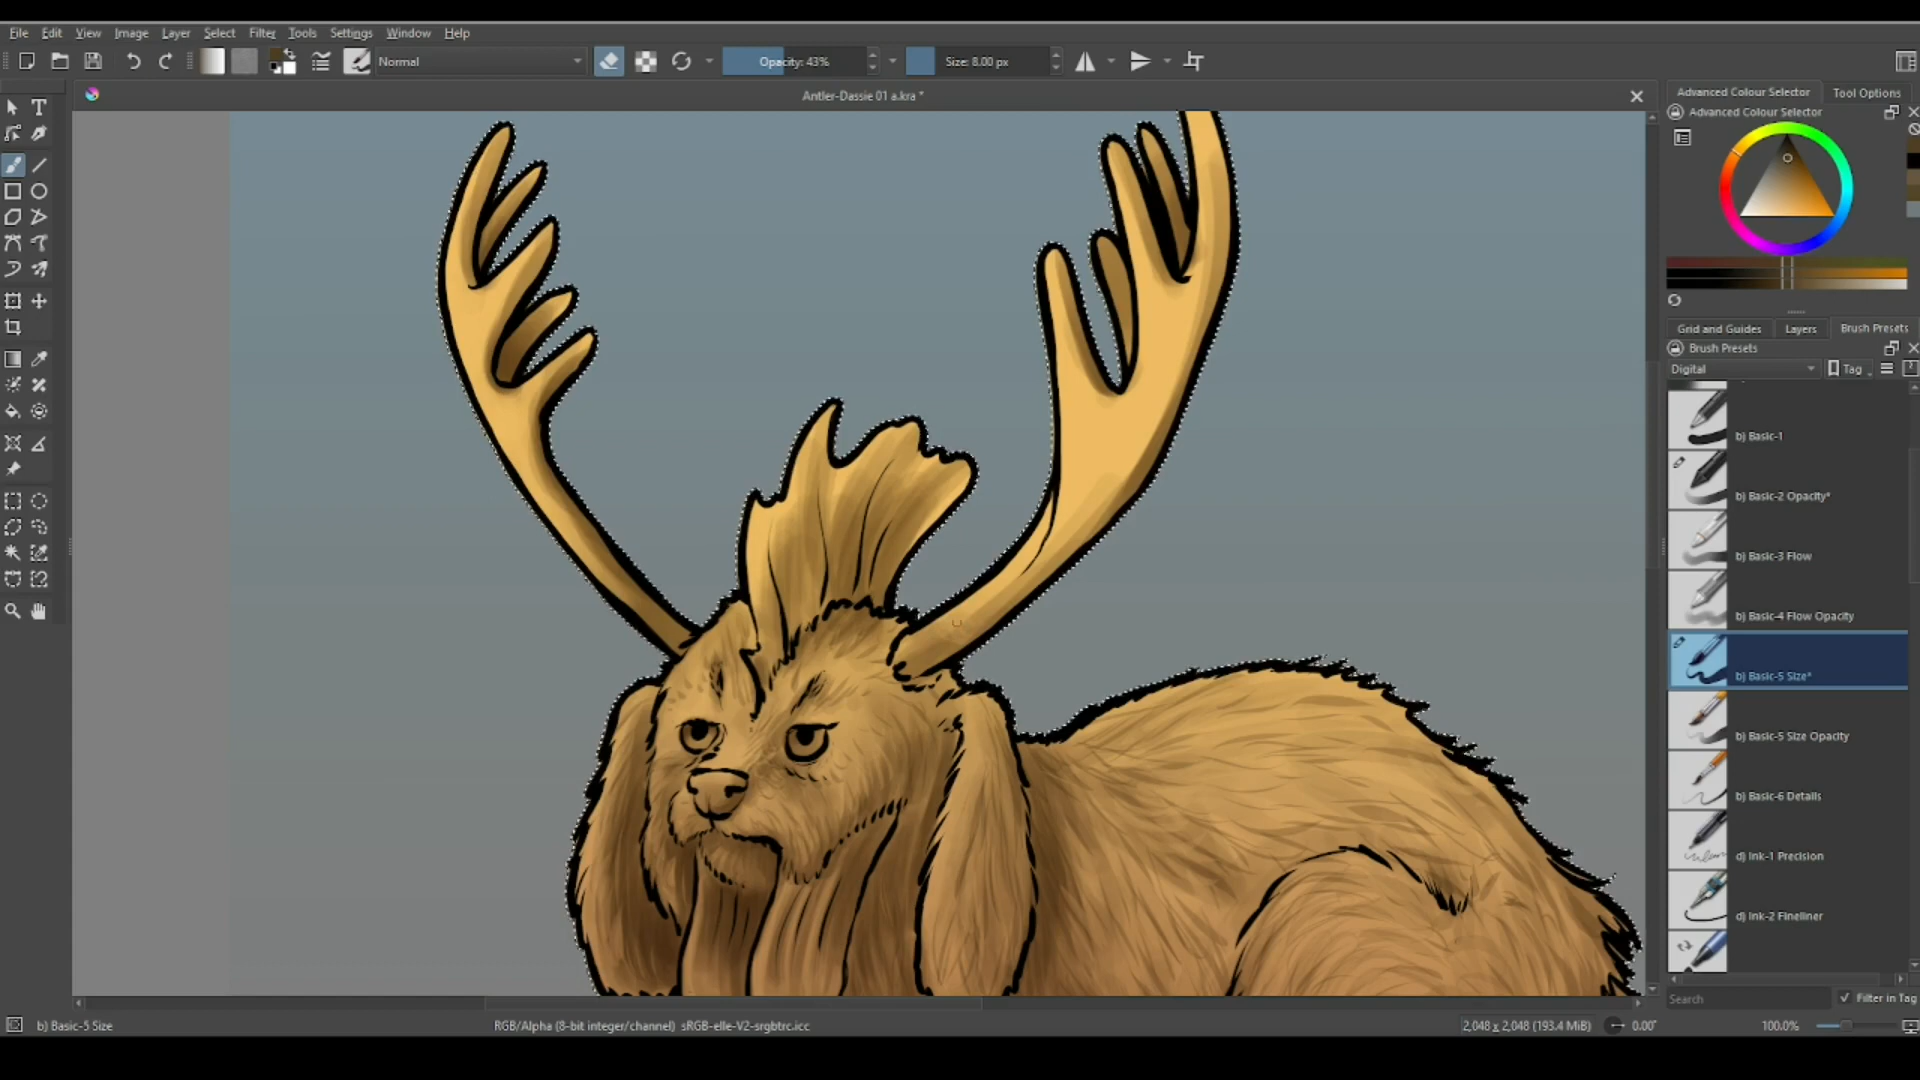 File Edit View Image Layer Select Filter Tools Settings Window Help
Normal Opacity: 43% Size: 8.00 px
Antler-Dassie 01 a.kra *
Advanced Colour Selector Tool Options
Advanced Colour Selector
Grid and Guides Layers Brush Presets
Brush Presets
Digital Tag
b) Basic-1
b) Basic-2 Opacity*
b) Basic-3 Flow
b) Basic-4 Flow Opacity
b) Basic-5 Size*
b) Basic-5 Size Opacity
b) Basic-6 Details
d) Ink-1 Precision
d) Ink-2 Fineliner
Search Filter in Tag
b) Basic-5 Size RGB/Alpha (8-bit integer/channel) sRGB-elle-V2-srgbtrc.icc 2,048 x 2,048 (193.4 MiB) 0.00° 100.0%